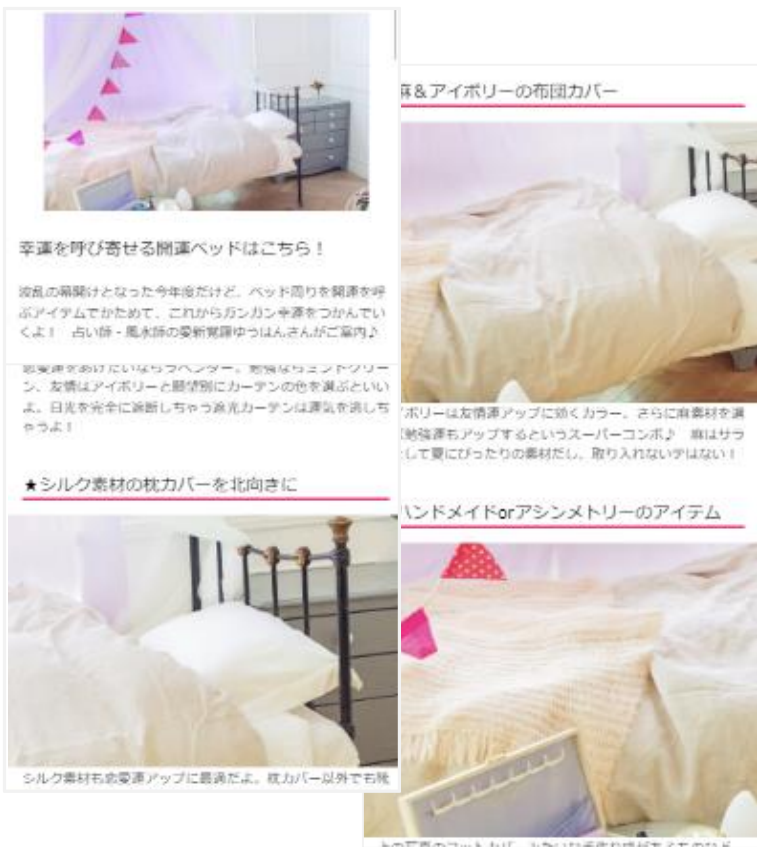 幸運を呼び寄せる開運ベッドはこちら！
波乱の幕開けとなった今年度だけど、ベッド周りを開運を呼
ぶアイテムでかためて、これからガンガン幸運をつかんでい
くよ！ 占い師・風水師の愛新覚羅ゆうはんさんがご案内♪
恋愛運をあげたいならラベンダー、勉強ならミントグリー
ン、友情はアイボリーと願望別にカーテンの色を選ぶといい
よ。日光を完全に遮断しちゃう遮光カーテンは運気を逃しち
ゃうよ！
★シルク素材の枕カバーを北向きに
シルク素材も恋愛運アップに最適だよ。枕カバー以外でも
麻＆アイボリーの布団カバー
ボリーは友情運アップに効くカラー。さらに麻素材を選
勉強運もアップするというスーパーコンボ♪ 麻はサラ
して夏にぴったりの素材だし、取り入れないテはない！
ハンドメイドorアシンメトリーのアイテム